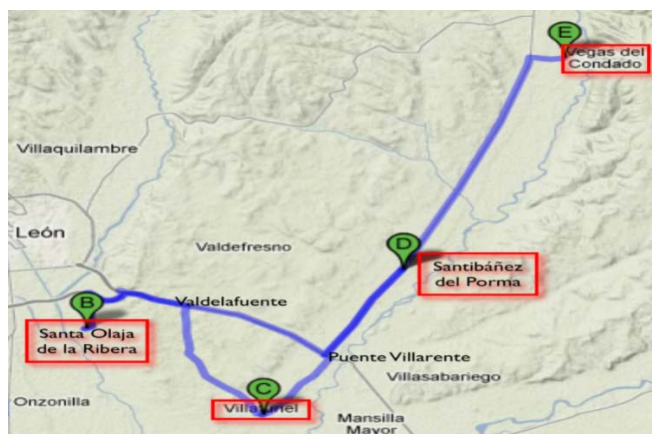 E
Vegas del
Condado
Villaquilambre
León
Valdefresno
D
Santibáñez
del Porma
B
Valdelafuente
Santa Olaja
de la Ribera
Puente Villarente
Villasabariego
C
Onzonilla
Mansilla
Mayor